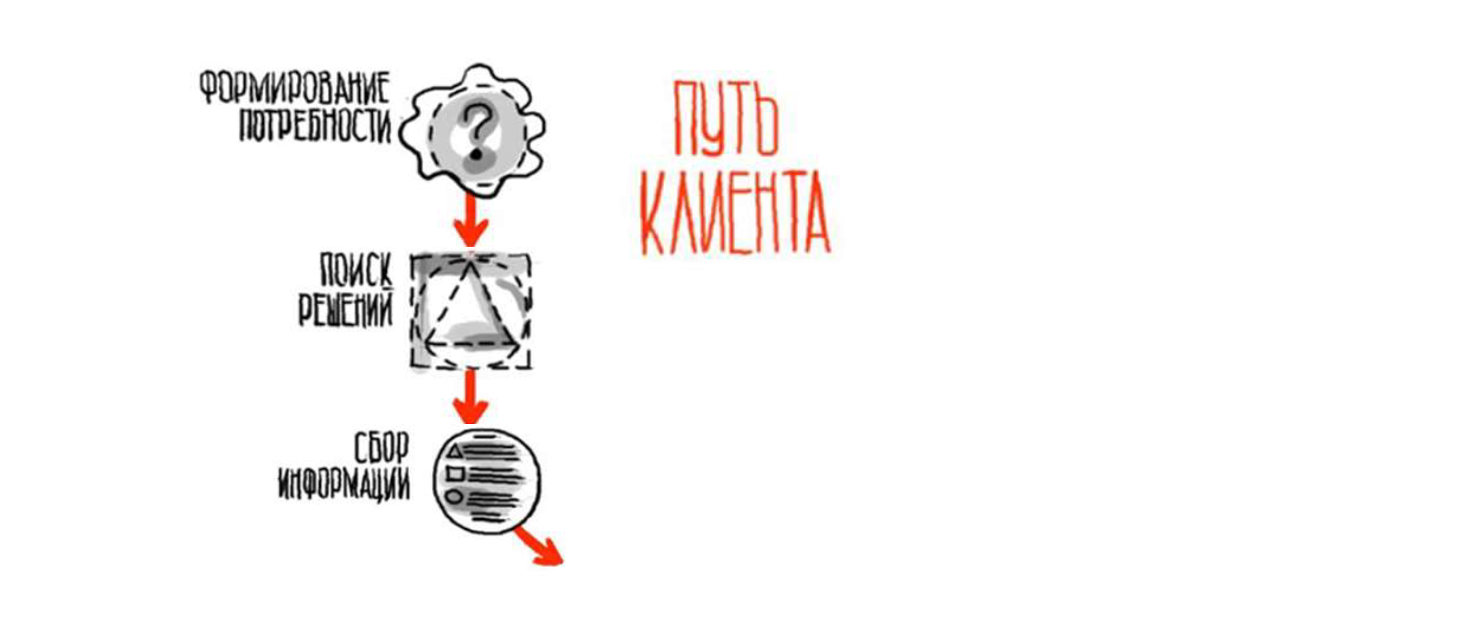 ФОРМИРОВАНИЕ
ПОТРЕБНОСТИ
ПУТЬ
КЛИЕНТА
ПОИСК
РЕШЕНИЙ
СБОР
ИНФОРМАЦИИ